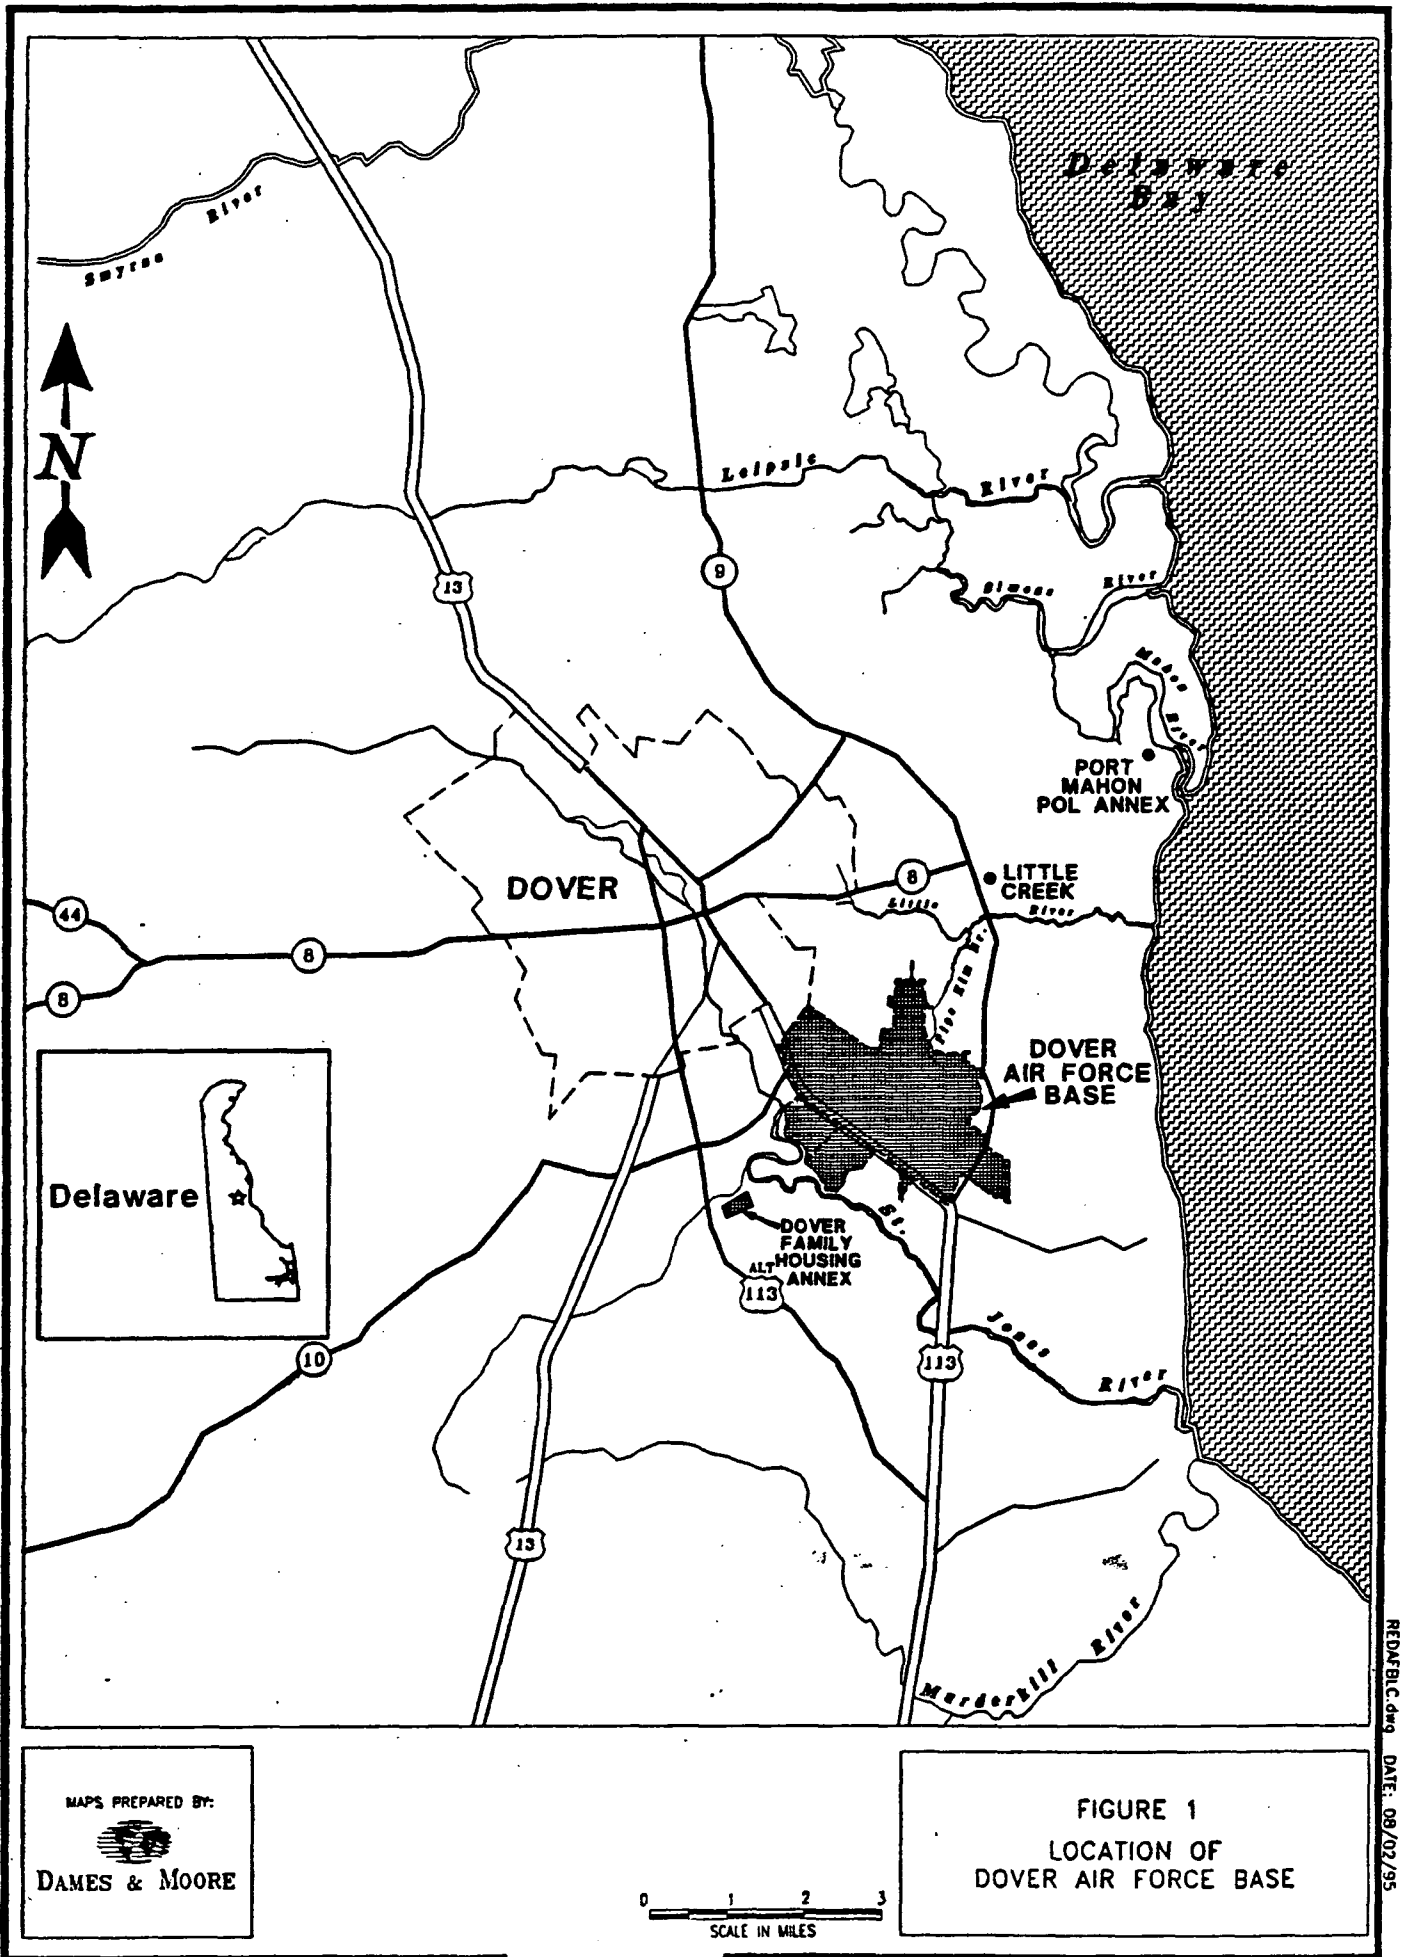 Delaware
Bay
Smyrna River
N
Leipsic River
13
9
Simons River
Mahon River
PORT
MAHON
POL ANNEX
DOVER
8
LITTLE
CREEK
Little River
44
8
8
Pipe Elm Br.
DOVER
AIR FORCE
BASE
Delaware
DOVER
FAMILY
HOUSING
ANNEX
ALT
113
St. Jones River
113
10
13
Murderkill River
MAPS PREPARED BY:
DAMES & MOORE
0 1 2 3
SCALE IN MILES
FIGURE 1
LOCATION OF
DOVER AIR FORCE BASE
REDAFBLC.dwg DATE: 08/02/95